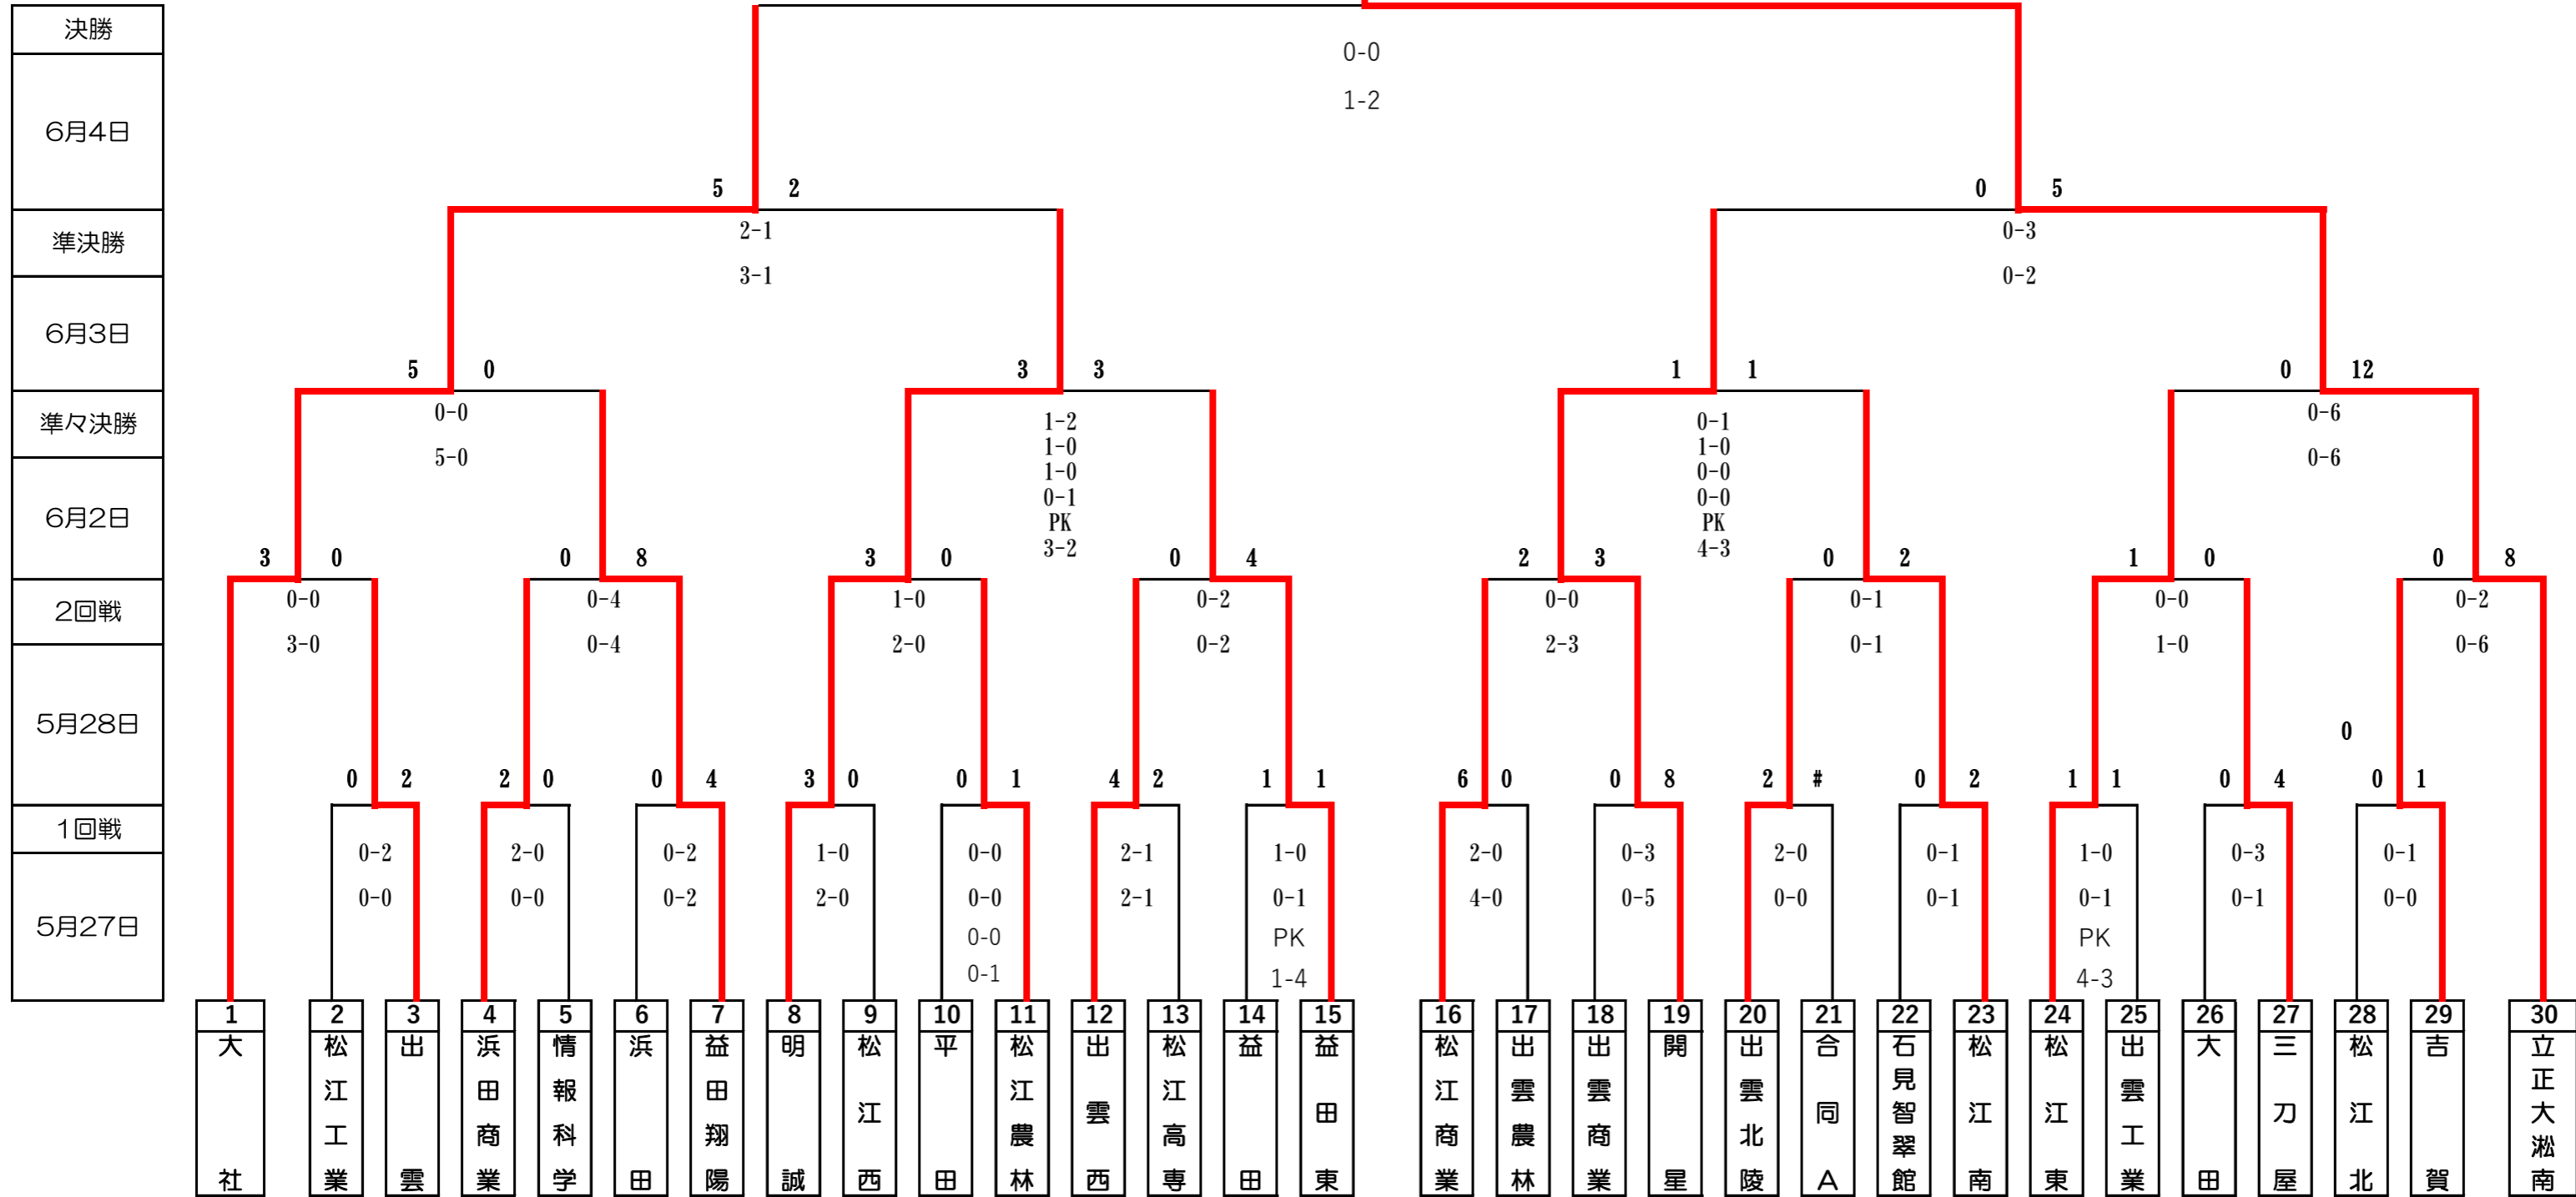 決勝
0-0
1-2
6月4日
5 2 0 5
準決勝
2-1 0-3
3-1 0-2
6月3日
5 0 3 3 1 1 0 12
準々決勝
0-0 1-2 0-1 0-6
1-0 1-0
5-0 1-0 0-0 0-6
0-1 0-0
6月2日
PK PK
3-2 4-3
3 0 0 8 3 0 0 4 2 3 0 2 1 0 0 8
2回戦
0-0 0-4 1-0 0-2 0-0 0-1 0-0 0-2
3-0 0-4 2-0 0-2 2-3 0-1 1-0 0-6
5月28日
0
0 2 2 0 0 4 3 0 0 1 4 2 1 1 6 0 0 8 2 # 0 2 1 1 0 4 0 1
1回戦
0-2 2-0 0-2 1-0 0-0 2-1 1-0 2-0 0-3 2-0 0-1 1-0 0-3 0-1
0-0 0-0 0-2 2-0 0-0 2-1 0-1 4-0 0-5 0-0 0-1 0-1 0-1 0-0
5月27日
0-0 PK PK
0-1 1-4 4-3
1 大社
2 松江工業
3 出雲
4 浜田商業
5 情報科学
6 浜田
7 益田翔陽
8 明誠
9 松江西
10 平田
11 松江農林
12 出雲西
13 松江高専
14 益田
15 益田東
16 松江商業
17 出雲農林
18 出雲商業
19 開星
20 出雲北陵
21 合同A
22 石見智翠館
23 松江南
24 松江東
25 出雲工業
26 大田
27 三刀屋
28 松江北
29 吉賀
30 立正大淞南